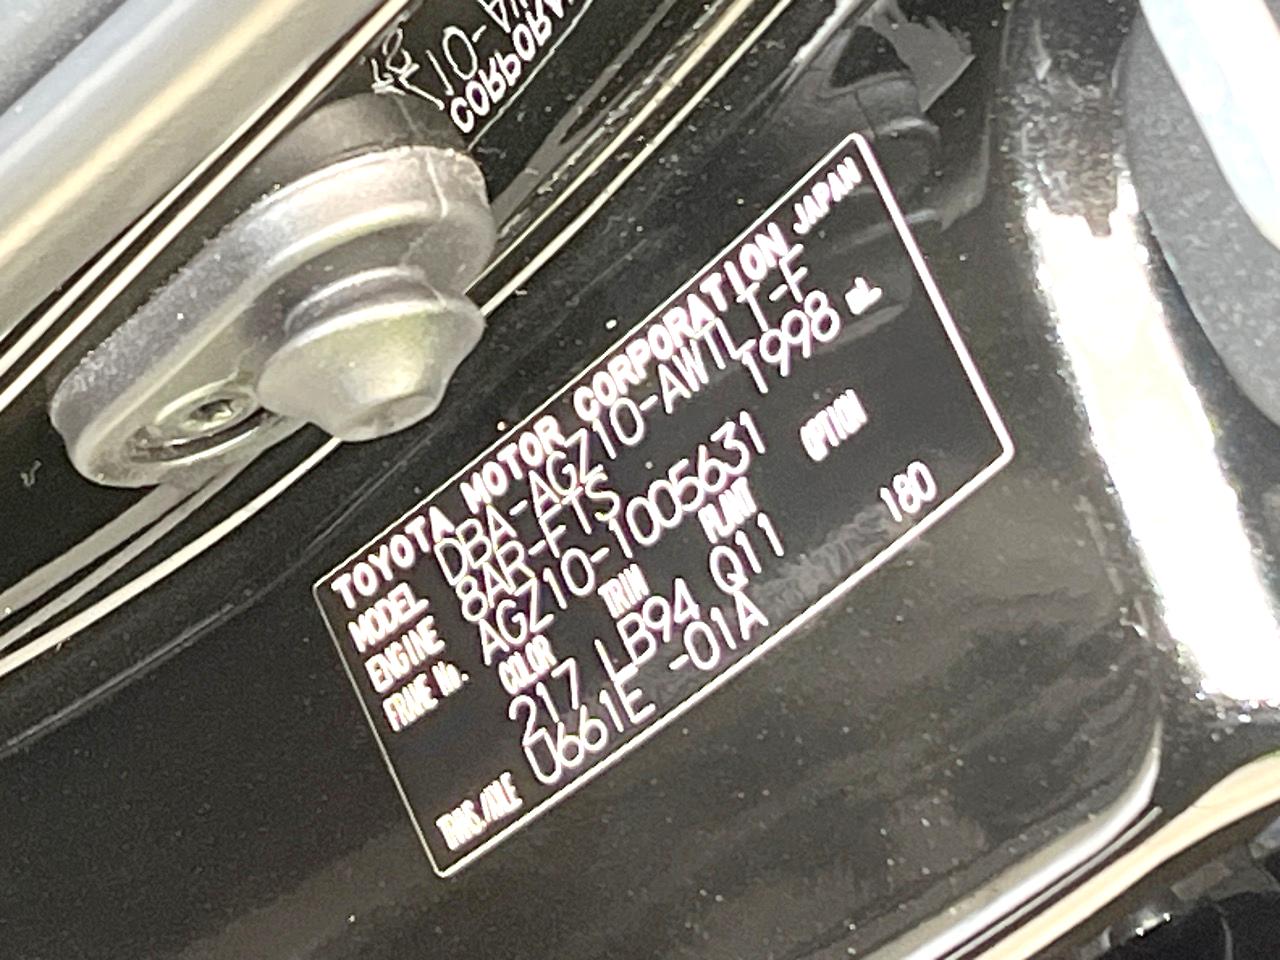 TOYOTA MOTOR CORPORATION JAPAN
MODEL DBA-AGZ10-AWTLT-F
ENGINE 8AR-FTS 1998 mL
FRAME No. AGZ10-1005631
COLOR TRIM PLANT OPTION
217 LB94 Q11
TRNS./AXLE U661E -01A 180